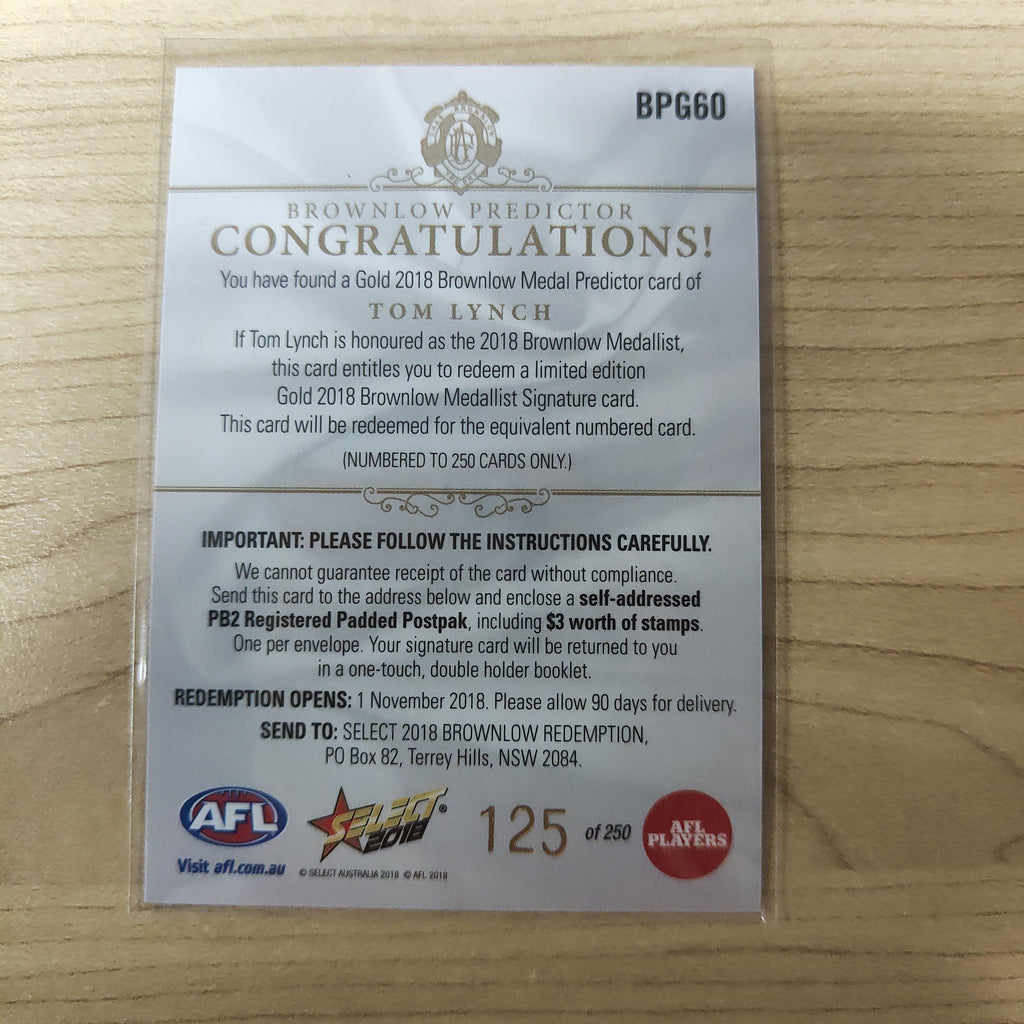 BPG60
BROWNLOW PREDICTOR
CONGRATULATIONS!
You have found a Gold 2018 Brownlow Medal Predictor card of
TOM LYNCH
If Tom Lynch is honoured as the 2018 Brownlow Medallist,
this card entitles you to redeem a limited edition
Gold 2018 Brownlow Medallist Signature card.
This card will be redeemed for the equivalent numbered card.
(NUMBERED TO 250 CARDS ONLY.)
IMPORTANT: PLEASE FOLLOW THE INSTRUCTIONS CAREFULLY.
We cannot guarantee receipt of the card without compliance.
Send this card to the address below and enclose a self-addressed
PB2 Registered Padded Postpak, including $3 worth of stamps.
One per envelope. Your signature card will be returned to you
in a one-touch, double holder booklet.
REDEMPTION OPENS: 1 November 2018. Please allow 90 days for delivery.
SEND TO: SELECT 2018 BROWNLOW REDEMPTION,
PO Box 82, Terrey Hills, NSW 2084.
AFL
Visit afl.com.au
SELECT®
2018
© SELECT AUSTRALIA 2018 © AFL 2018
125 of 250
AFL
PLAYERS